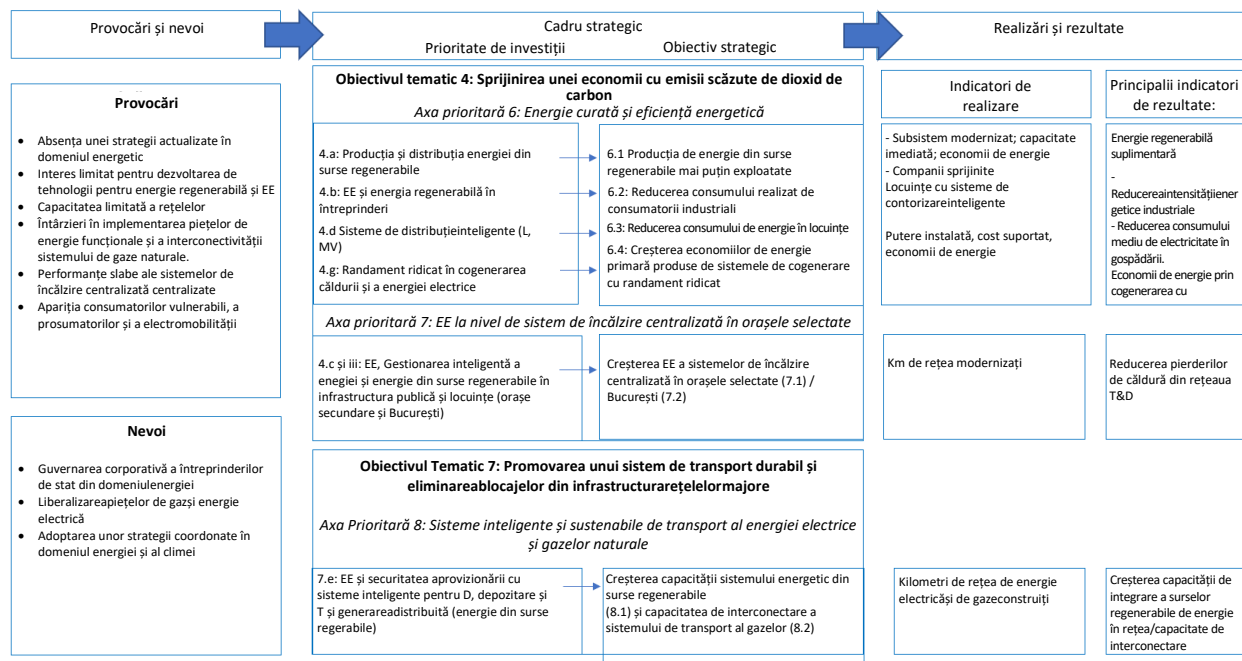 Provocări și nevoi
Cadru strategic
Prioritate de investiții
Obiectiv strategic
Realizări și rezultate
Provocări
Absența unei strategii actualizate în
domeniul energetic
Interes limitat pentru dezvoltarea de
tehnologii pentru energie regenerabilă și EE
Capacitatea limitată a rețelelor
Întârzieri în implementarea piețelor de
energie funcționale și a interconectivității
sistemului de gaze naturale.
Performanțe slabe ale sistemelor de
încălzire centralizată centralizate
Apariția consumatorilor vulnerabili, a
prosumatorilor și a electromobilității
Nevoi
Guvernarea corporativă a întreprinderilor
de stat din domeniulenergiei
Liberalizareapiețelor de gazși energie
electrică
Adoptarea unor strategii coordonate în
domeniul energiei și al climei
Obiectivul tematic 4: Sprijinirea unei economii cu emisii scăzute de dioxid de
carbon
Axa prioritară 6: Energie curată și eficiență energetică
4.a: Producția și distribuția energiei din
surse regenerabile
4.b: EE și energia regenerabilă în
întreprinderi
4.d Sisteme de distribuțieinteligente (L,
MV)
4.g: Randament ridicat în cogenerarea
căldurii și a energiei electrice
6.1 Producția de energie din surse
regenerabile mai puțin exploatate
6.2: Reducerea consumului realizat de
consumatorii industriali
6.3: Reducerea consumului de energie în locuințe
6.4: Creșterea economiilor de energie
primară produse de sistemele de cogenerare
cu randament ridicat
Axa prioritară 7: EE la nivel de sistem de încălzire centralizată în orașele selectate
4.c și iii: EE, Gestionarea inteligentă a
enegiei și energie din surse regenerabile în
infrastructura publică și locuințe (orașe
secundare și București)
Creșterea EE a sistemelor de încălzire
centralizată în orașele selectate (7.1) /
București (7.2)
Obiectivul Tematic 7: Promovarea unui sistem de transport durabil și
eliminareablocajelor din infrastructurarețelelormajore
Axa Prioritară 8: Sisteme inteligente și sustenabile de transport al energiei electrice
și gazelor naturale
7.e: EE și securitatea aprovizionării cu
sisteme inteligente pentru D, depozitare și
T și generareadistribuită (energie din surse
regerabile)
Creșterea capacității sistemului energetic din
surse regenerabile
(8.1) și capacitatea de interconectare a
sistemului de transport al gazelor (8.2)
Indicatori de
realizare
- Subsistem modernizat; capacitate
imediată; economii de energie
- Companii sprijinite
Locuințe cu sisteme de
contorizareinteligente
Putere instalată, cost suportat,
economii de energie
Km de rețea modernizați
Kilometri de rețea de energie
electricăși de gazeconstruiți
Principalii indicatori
de rezultate:
Energie regenerabilă
suplimentară
-
Reducereaintensitățiiener
getice industriale
- Reducerea consumului
mediu de electricitate în
gospădării.
Economii de energie prin
cogenerarea cu
Reducerea pierderilor
de căldură din rețeaua
T&D
Creșterea capacității de
integrare a surselor
regenerabile de energie
în rețea/capacitate de
interconectare